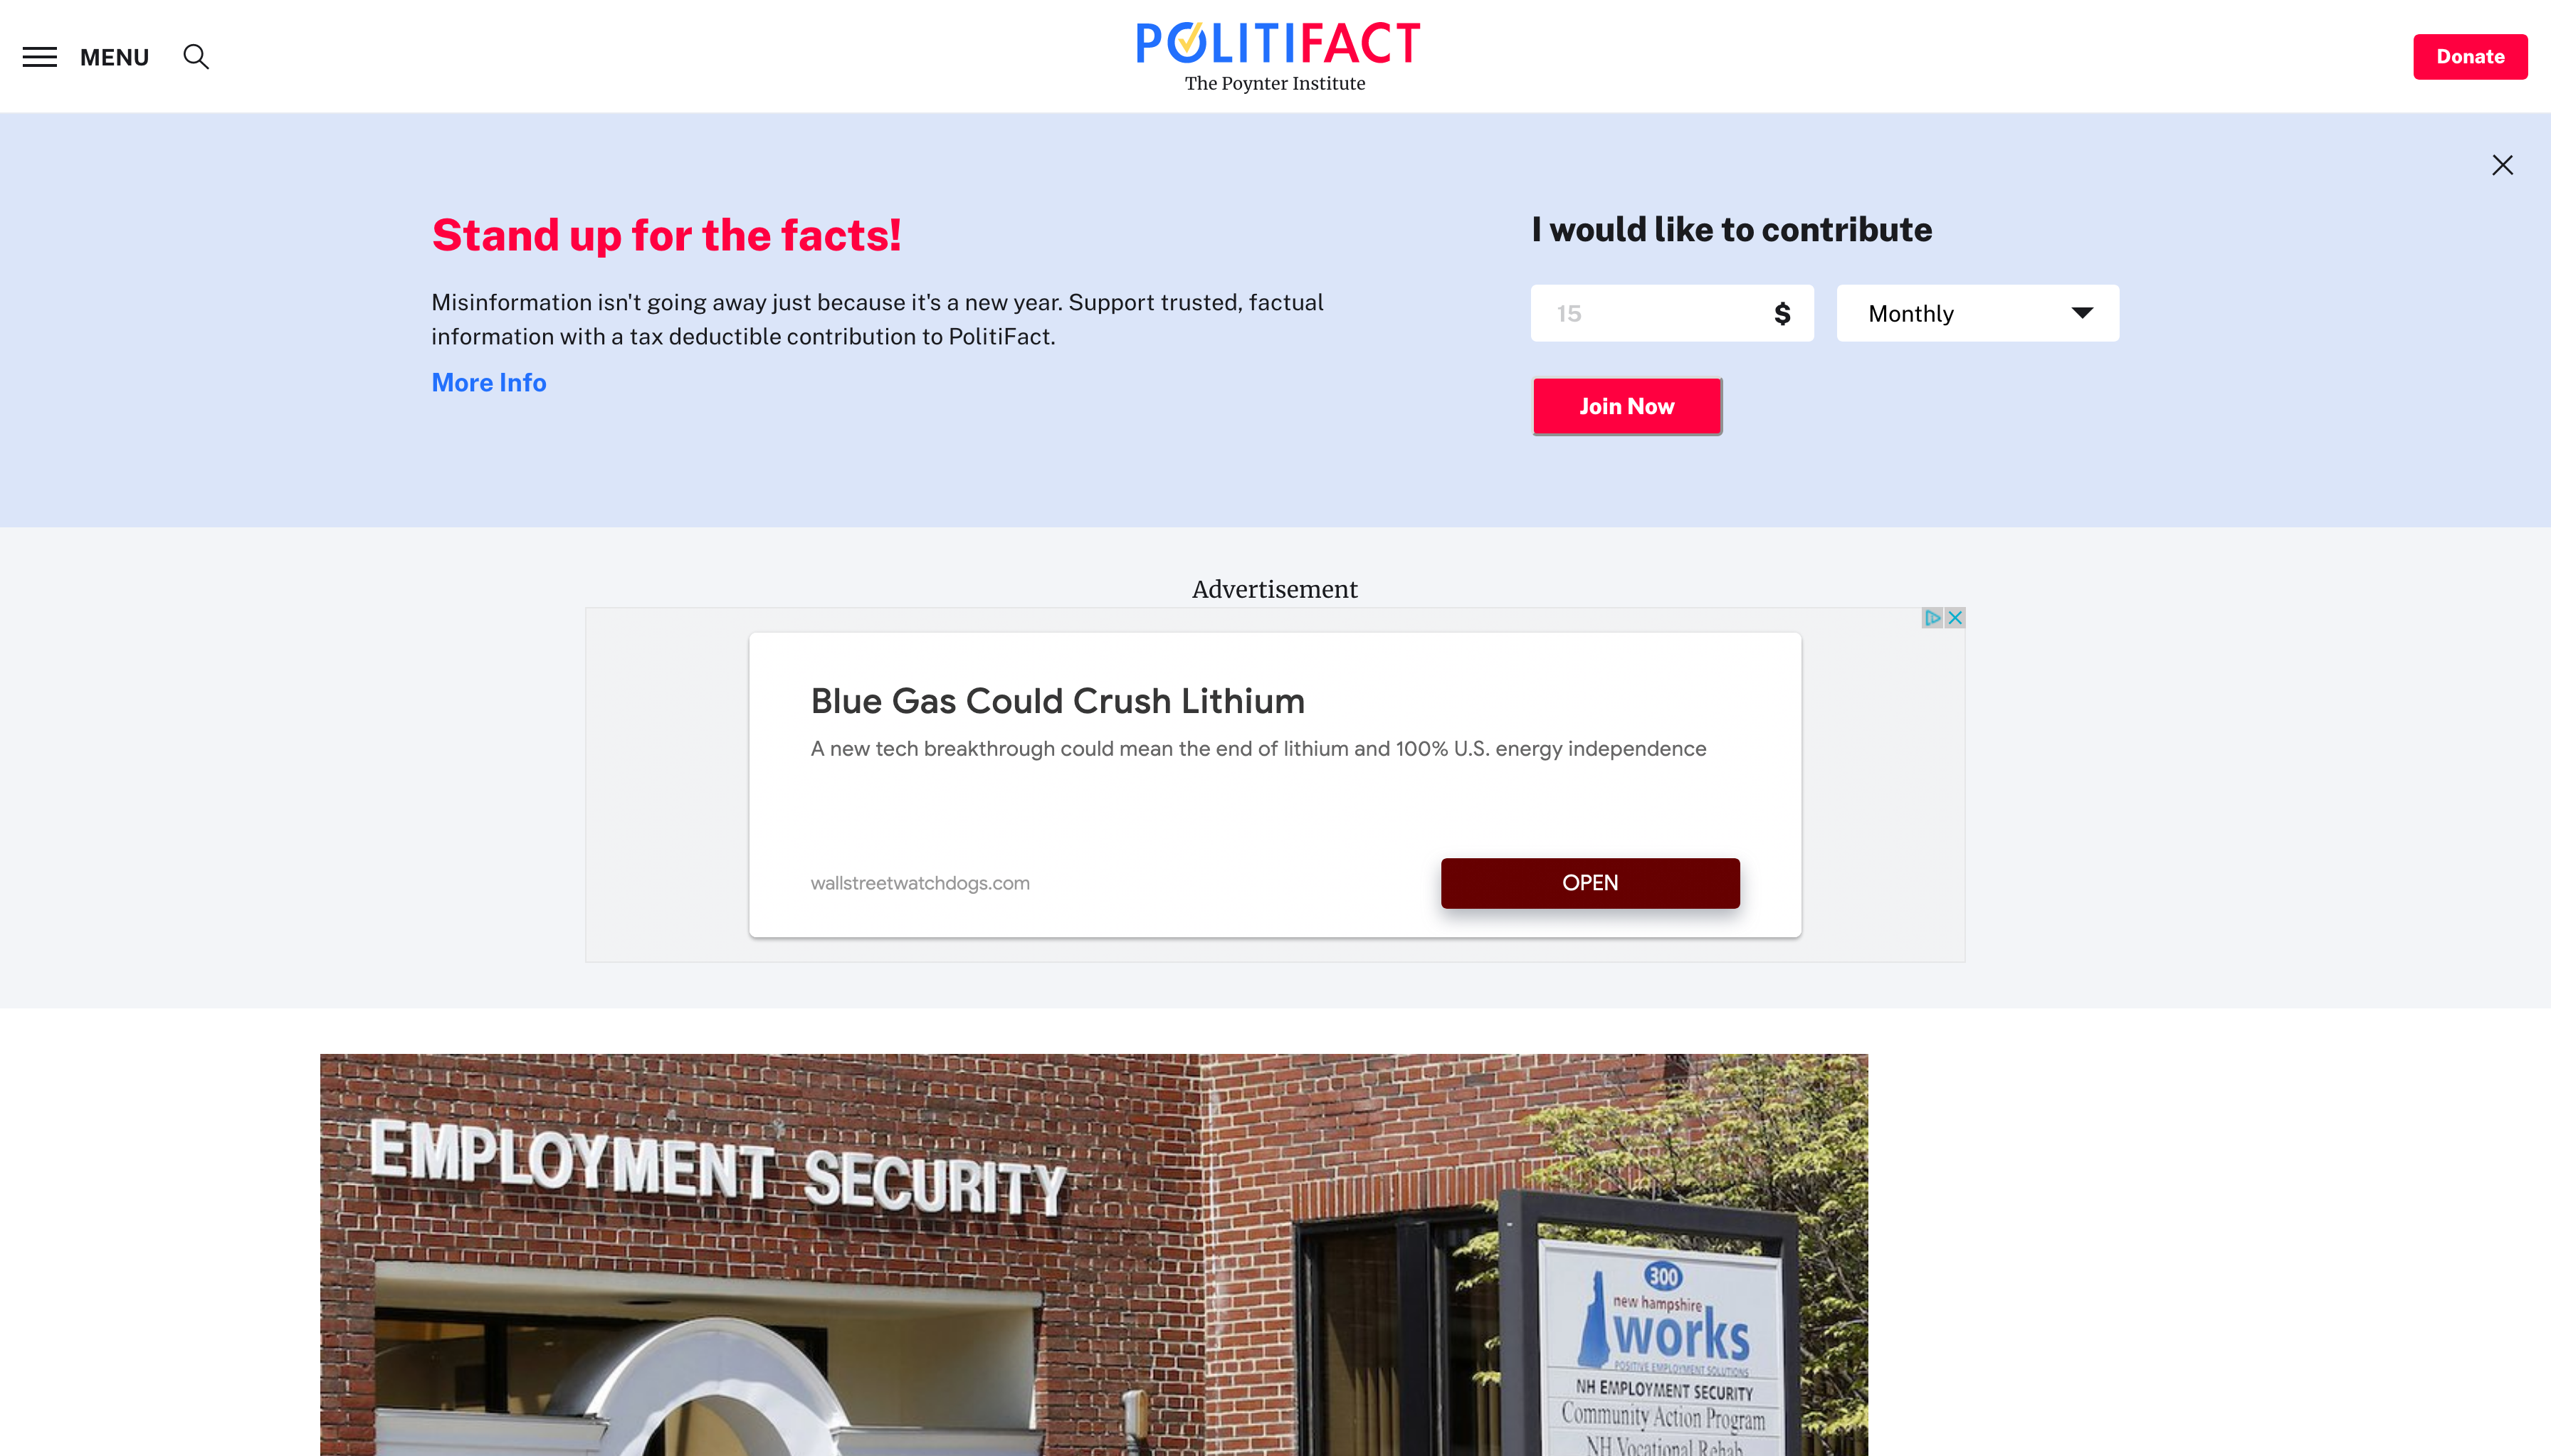 MENU
POLITIFACT
The Poynter Institute
Donate
Stand up for the facts!
Misinformation isn't going away just because it's a new year. Support trusted, factual
information with a tax deductible contribution to PolitiFact.
More Info
I would like to contribute
15 $
Monthly
Join Now
Advertisement
Blue Gas Could Crush Lithium
A new tech breakthrough could mean the end of lithium and 100% U.S. energy independence
wallstreetwatchdogs.com
OPEN
EMPLOYMENT SECURITY
300
new hampshire
works
POSITIVE EMPLOYMENT SOLUTIONS
NH EMPLOYMENT SECURITY
Community Action Program
NH Vocational Rehab